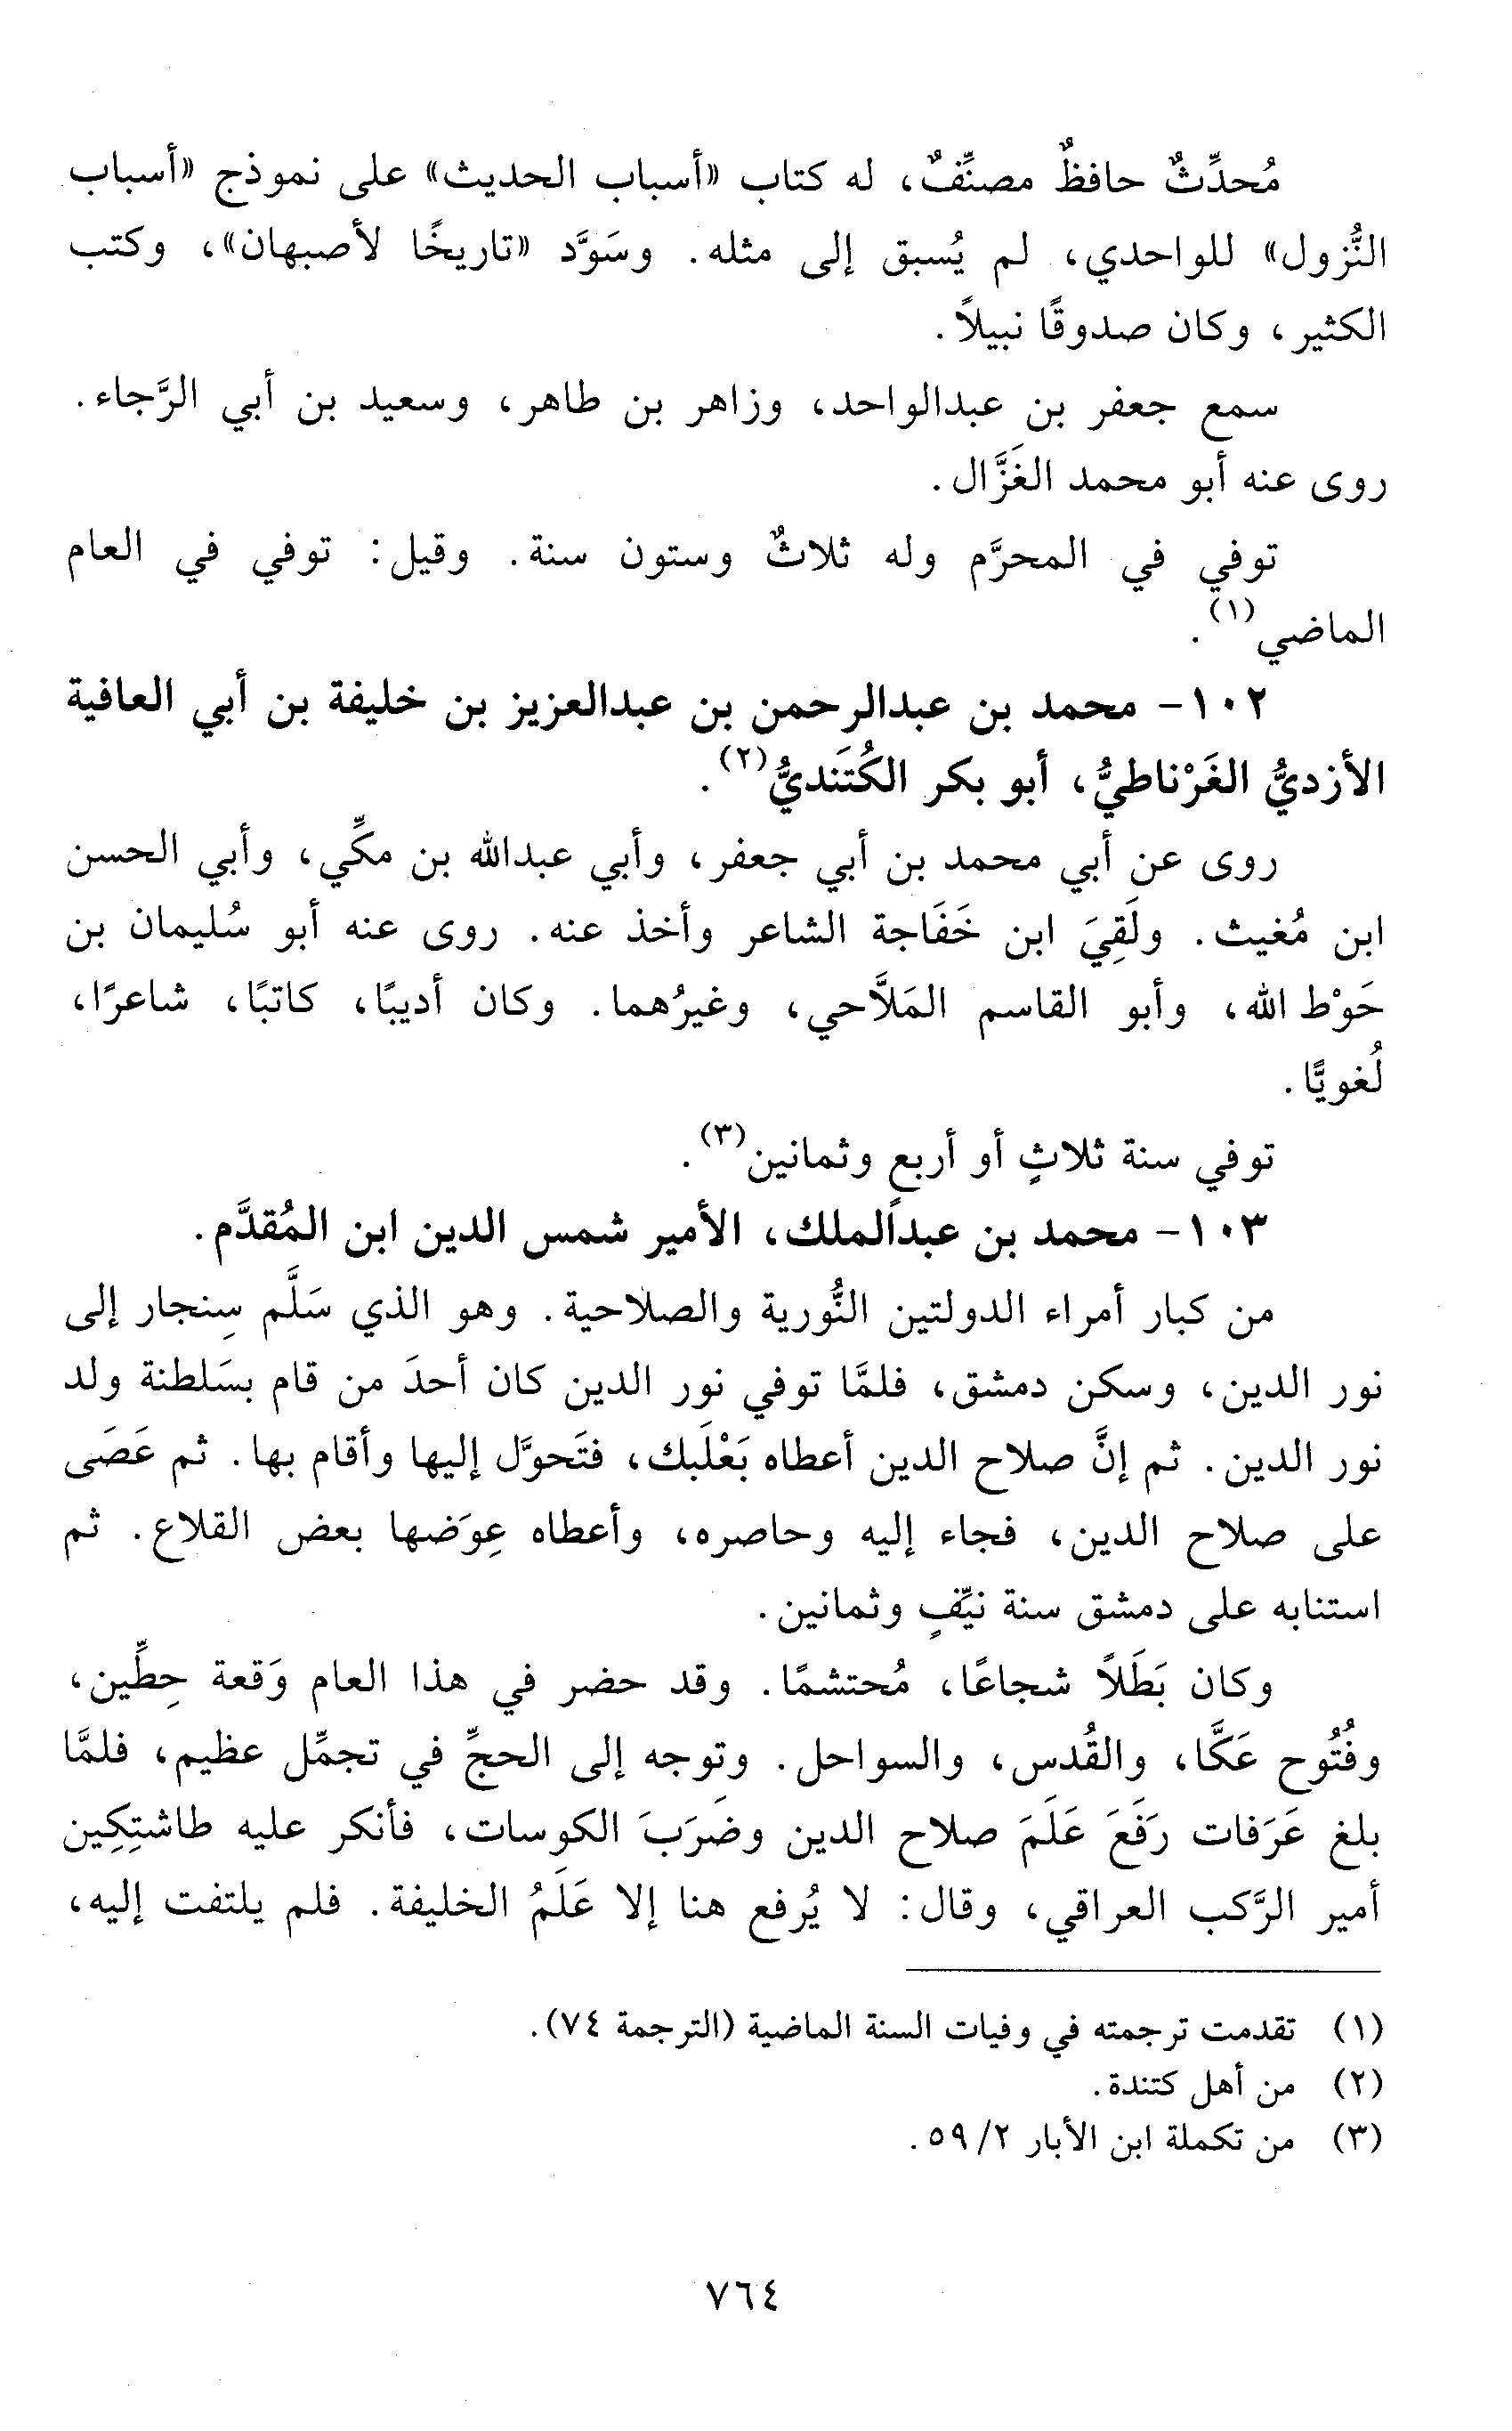 مُحدِّثٌ حافظٌ مصنِّفٌ، له كتاب «أسباب الحديث» على نموذج «أسباب
النُّزول» للواحدي، لم يُسبق إلى مثله. وسَوَّد «تاريخًا لأصبهان»، وكتب
الكثير، وكان صدوقًا نبيلاً.
سمع جعفر بن عبدالواحد، وزاهر بن طاهر، وسعيد بن أبي الرَّجاء.
روى عنه أبو محمد الغَزَّال.
توفي في المحرَّم وله ثلاثٌ وستون سنة. وقيل: توفي في العام
الماضي(١).
١٠٢- محمد بن عبدالرحمن بن عبدالعزيز بن خليفة بن أبي العافية
الأزديُّ الغَرْناطيُّ، أبو بكر الكُتَنديُّ(٢).
روى عن أبي محمد بن أبي جعفر، وأبي عبدالله بن مكِّي، وأبي الحسن
ابن مُغيث. ولَقِيَ ابن خَفَاجة الشاعر وأخذ عنه. روى عنه أبو سُليمان بن
حَوْط الله، وأبو القاسم المَلاَّحي، وغيرُهما. وكان أديبًا، كاتبًا، شاعرًا،
لُغويًّا.
توفي سنة ثلاثٍ أو أربعٍ وثمانين(٣).
١٠٣- محمد بن عبدالملك، الأمير شمس الدين ابن المُقدَّم.
من كبار أمراء الدولتين النُّورية والصلاحية. وهو الذي سَلَّم سِنجار إلى
نور الدين، وسكن دمشق، فلمَّا توفي نور الدين كان أحدَ من قام بسَلطنة ولد
نور الدين. ثم إنَّ صلاح الدين أعطاه بَعْلَبك، فتَحوَّل إليها وأقام بها. ثم عَصَى
على صلاح الدين، فجاء إليه وحاصره، وأعطاه عِوَضها بعض القلاع. ثم
استنابه على دمشق سنة نيِّفٍ وثمانين.
وكان بَطَلاً شجاعًا، مُحتشمًا. وقد حضر في هذا العام وَقعة حِطِّين،
وفُتُوح عَكَّا، والقُدس، والسواحل. وتوجه إلى الحجِّ في تجمِّل عظيم، فلمَّا
بلغ عَرَفات رَفَعَ عَلَمَ صلاح الدين وضَرَبَ الكوسات، فأنكر عليه طاشتِكِين
أمير الرَّكب العراقي، وقال: لا يُرفع هنا إلا عَلَمُ الخليفة. فلم يلتفت إليه،
(١) تقدمت ترجمته في وفيات السنة الماضية (الترجمة ٧٤).
(٢) من أهل كتندة.
(٣) من تكملة ابن الأبار ٢/ ٥٩.
٧٦٤